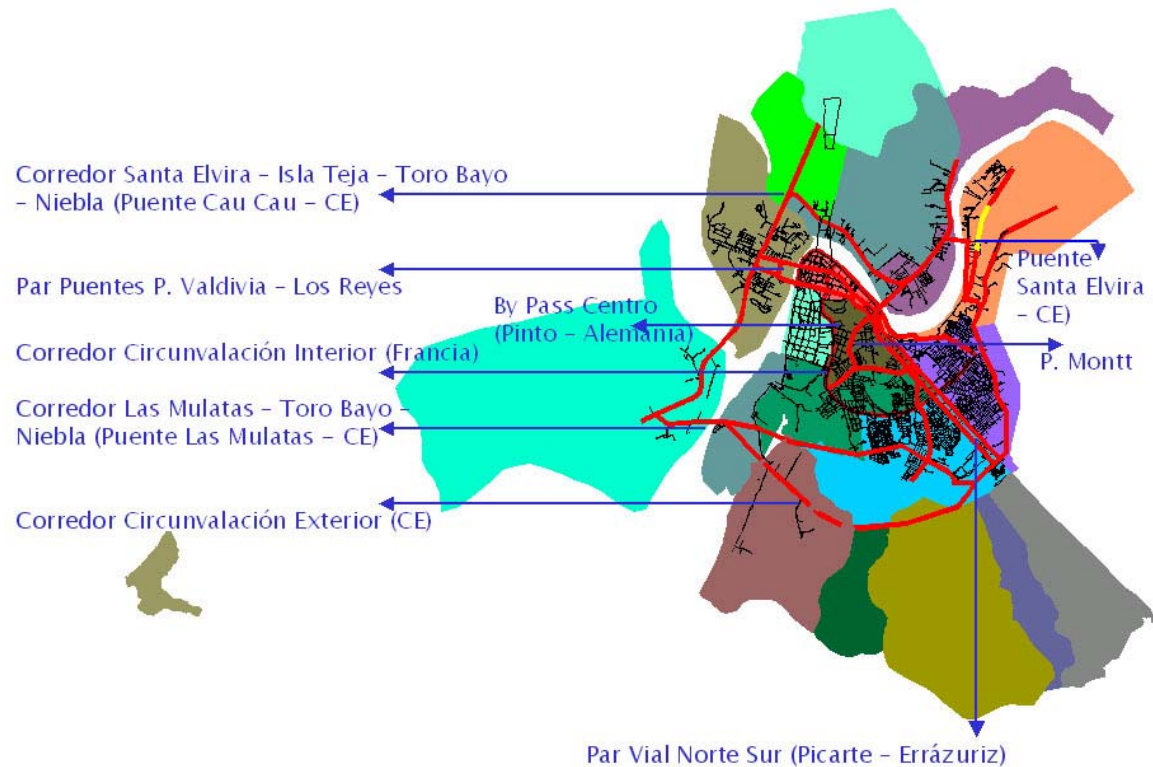 Corredor Santa Elvira – Isla Teja – Toro Bayo
– Niebla (Puente Cau Cau – CE)
Par Puentes P. Valdivia – Los Reyes
By Pass Centro
(Pinto – Alemania)
Puente
Santa Elvira
– CE)
P. Montt
Corredor Circunvalación Interior (Francia)
Corredor Las Mulatas – Toro Bayo –
Niebla (Puente Las Mulatas – CE)
Corredor Circunvalación Exterior (CE)
Par Vial Norte Sur (Picarte – Errázuriz)